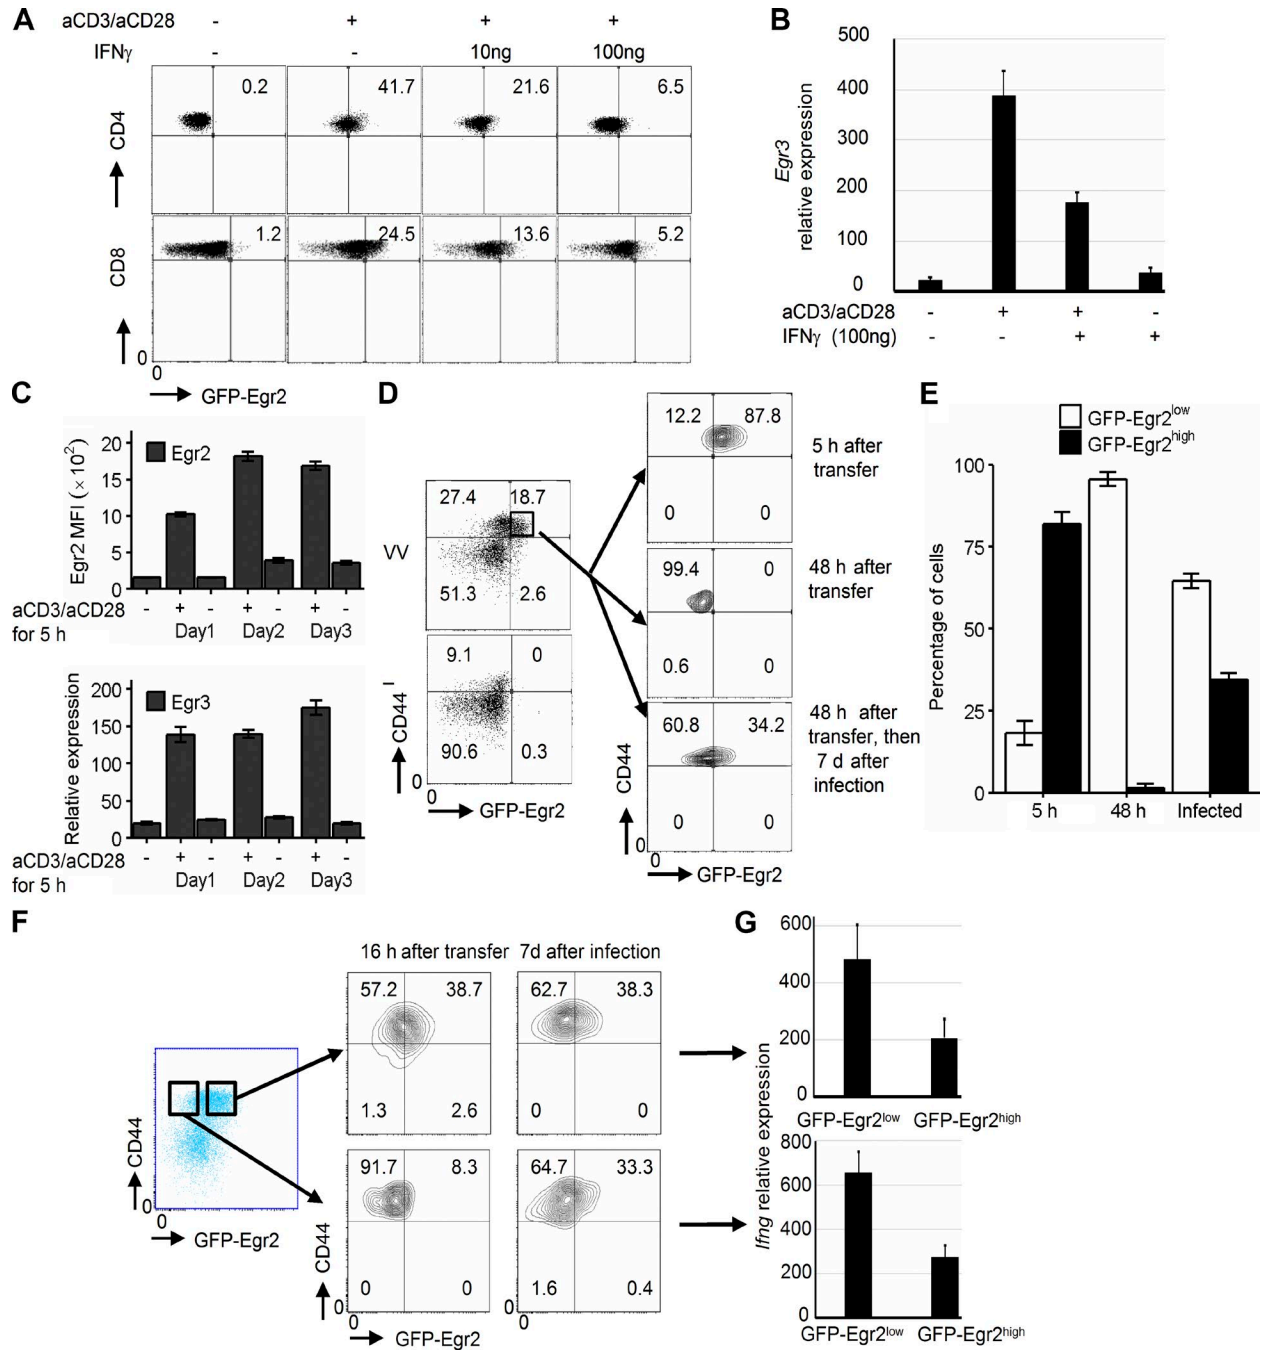 A
aCD3/aCD28 - + + +
IFNγ - - 10ng 100ng
0.2 41.7 21.6 6.5
CD4
1.2 24.5 13.6 5.2
CD8
0
0
GFP-Egr2
B
Egr3
relative expression
500
400
300
200
100
0
aCD3/aCD28 - + + -
IFNγ (100ng) - - + +
C
Egr2 MFI (×10²)
20
15
10
5
0
Egr2
aCD3/aCD28 - + - + - + -
for 5 h Day1 Day2 Day3
Relative expression
200
150
100
50
0
Egr3
aCD3/aCD28 - + - + - + -
for 5 h Day1 Day2 Day3
D
VV
27.4 18.7
51.3 2.6
9.1 0
90.6 0.3
CD44
0
0
GFP-Egr2
12.2 87.8
0 0
5 h after
transfer
99.4 0
0.6 0
48 h after
transfer
60.8 34.2
0 0
48 h after
transfer, then
7 d after
infection
CD44
0
0
GFP-Egr2
E
GFP-Egr2low
GFP-Egr2high
Percentage of cells
100
75
50
25
0
5 h 48 h Infected
F
CD44
0
0
GFP-Egr2
16 h after transfer 7d after infection
57.2 38.7 62.7 38.3
1.3 2.6 0 0
91.7 8.3 64.7 33.3
0 0 1.6 0.4
CD44
0 0
0 0
GFP-Egr2
G
Ifng relative expression
600
400
200
0
GFP-Egr2low GFP-Egr2high
800
600
400
200
0
GFP-Egr2low GFP-Egr2high